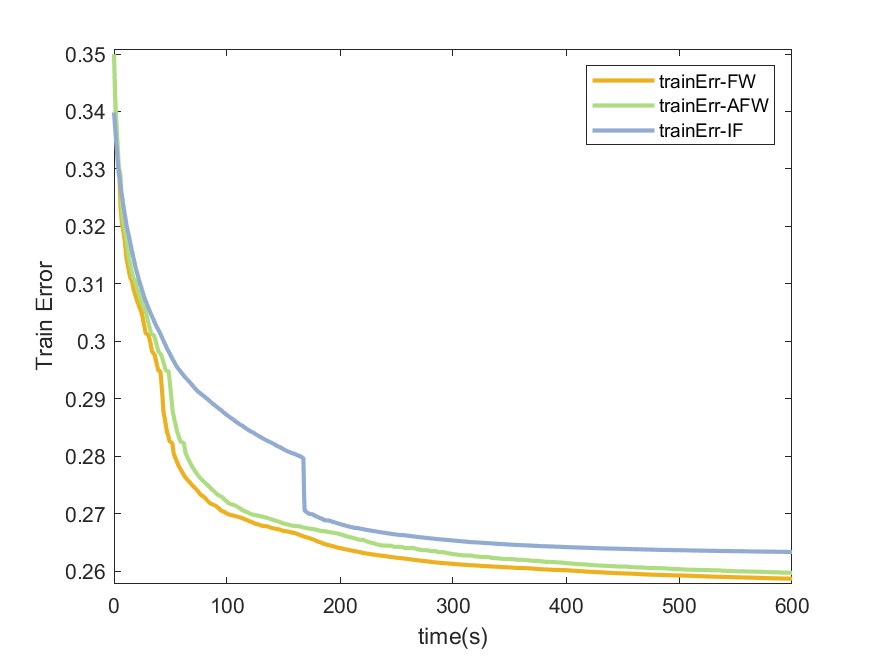 0.35
0.34
0.33
0.32
0.31
0.3
0.29
0.28
0.27
0.26
Train Error
trainErr-FW
trainErr-AFW
trainErr-IF
0 100 200 300 400 500 600
time(s)